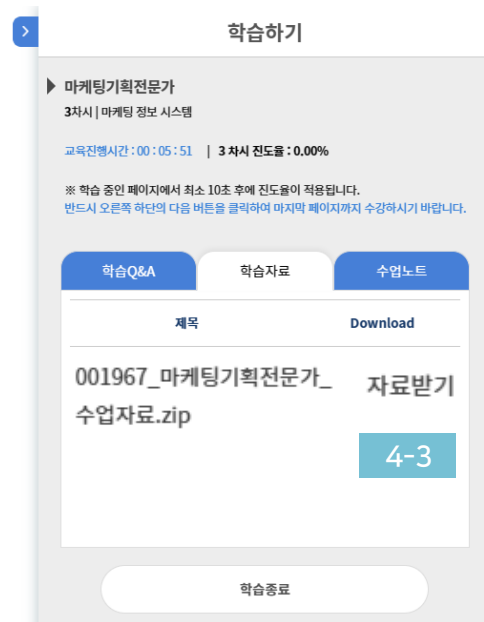 학습하기
마케팅기획전문가
3차시 | 마케팅 정보 시스템
교육진행시간 : 00 : 05 : 51 | 3 차시 진도율 : 0.00%
※ 학습 중인 페이지에서 최소 10초 후에 진도율이 적용됩니다.
반드시 오른쪽 하단의 다음 버튼을 클릭하여 마지막 페이지까지 수강하시기 바랍니다.
학습Q&A 학습자료 수업노트
제목 Download
001967_마케팅기획전문가_ 자료받기
수업자료.zip
4-3
학습종료